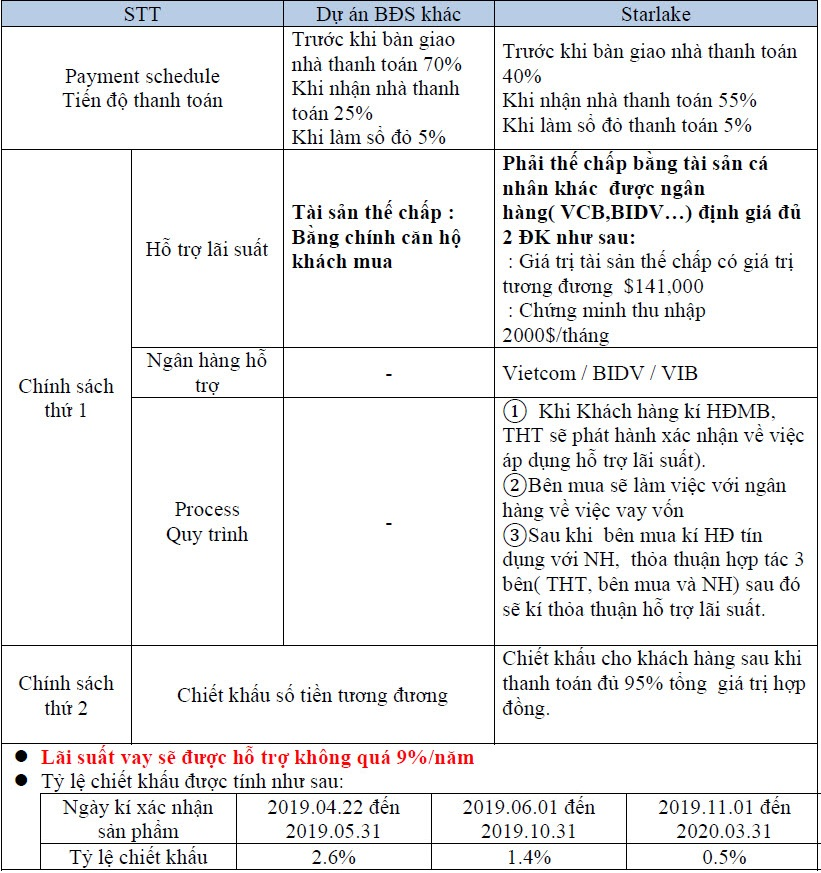 STT
Dự án BĐS khác
Starlake
Payment schedule
Tiến độ thanh toán
Trước khi bàn giao
nhà thanh toán 70%
Khi nhận nhà thanh
toán 25%
Khi làm sổ đỏ 5%
Trước khi bàn giao nhà thanh toán
40%
Khi nhận nhà thanh toán 55%
Khi làm sổ đỏ thanh toán 5%
Chính sách
thứ 1
Hỗ trợ lãi suất
Tài sản thế chấp :
Bằng chính căn hộ
khách mua
Phải thế chấp bằng tài sản cá
nhân khác được ngân
hàng( VCB,BIDV…) định giá đủ
2 ĐK như sau:
: Giá trị tài sản thế chấp có giá trị
tương đương $141,000
: Chứng minh thu nhập
2000$/tháng
Ngân hàng hỗ
trợ
-
Vietcom / BIDV / VIB
Process
Quy trình
-
① Khi Khách hàng kí HĐMB,
THT sẽ phát hành xác nhận về việc
áp dụng hỗ trợ lãi suất).
②Bên mua sẽ làm việc với ngân
hàng về việc vay vốn
③Sau khi bên mua kí HĐ tín
dụng với NH, thỏa thuận hợp tác 3
bên( THT, bên mua và NH) sau đó
sẽ kí thỏa thuận hỗ trợ lãi suất.
Chính sách
thứ 2
Chiết khấu số tiền tương đương
Chiết khấu cho khách hàng sau khi
thanh toán đủ 95% tổng giá trị hợp
đồng.
● Lãi suất vay sẽ được hỗ trợ không quá 9%/năm
● Tỷ lệ chiết khấu được tính như sau:
Ngày kí xác nhận
sản phẩm
2019.04.22 đến
2019.05.31
2019.06.01 đến
2019.10.31
2019.11.01 đến
2020.03.31
Tỷ lệ chiết khấu
2.6%
1.4%
0.5%